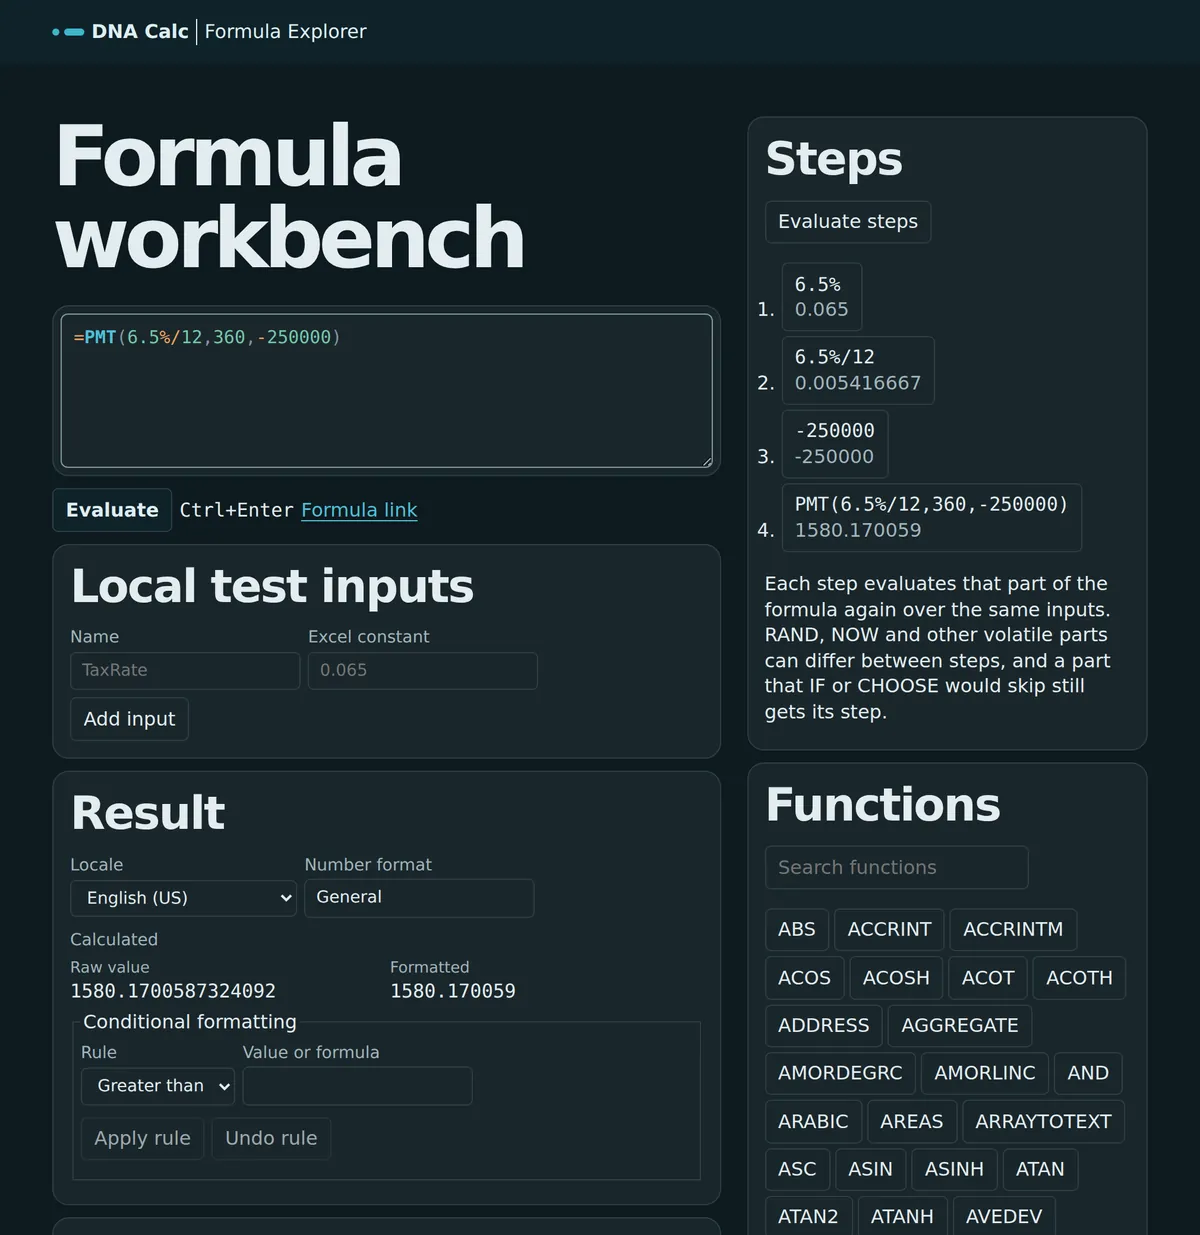 DNA Calc | Formula Explorer
Formula
workbench
=PMT(6.5%/12,360,-250000)
Evaluate Ctrl+Enter Formula link
Local test inputs
Name Excel constant
TaxRate 0.065
Add input
Result
Locale Number format
English (US) General
Calculated
Raw value Formatted
1580.1700587324092 1580.170059
Conditional formatting
Rule Value or formula
Greater than
Apply rule Undo rule
Steps
Evaluate steps
1. 6.5%
0.065
2. 6.5%/12
0.005416667
3. -250000
-250000
4. PMT(6.5%/12,360,-250000)
1580.170059
Each step evaluates that part of the
formula again over the same inputs.
RAND, NOW and other volatile parts
can differ between steps, and a part
that IF or CHOOSE would skip still
gets its step.
Functions
Search functions
ABS ACCRINT ACCRINTM
ACOS ACOSH ACOT ACOTH
ADDRESS AGGREGATE
AMORDEGRC AMORLINC AND
ARABIC AREAS ARRAYTOTEXT
ASC ASIN ASINH ATAN
ATAN2 ATANH AVEDEV